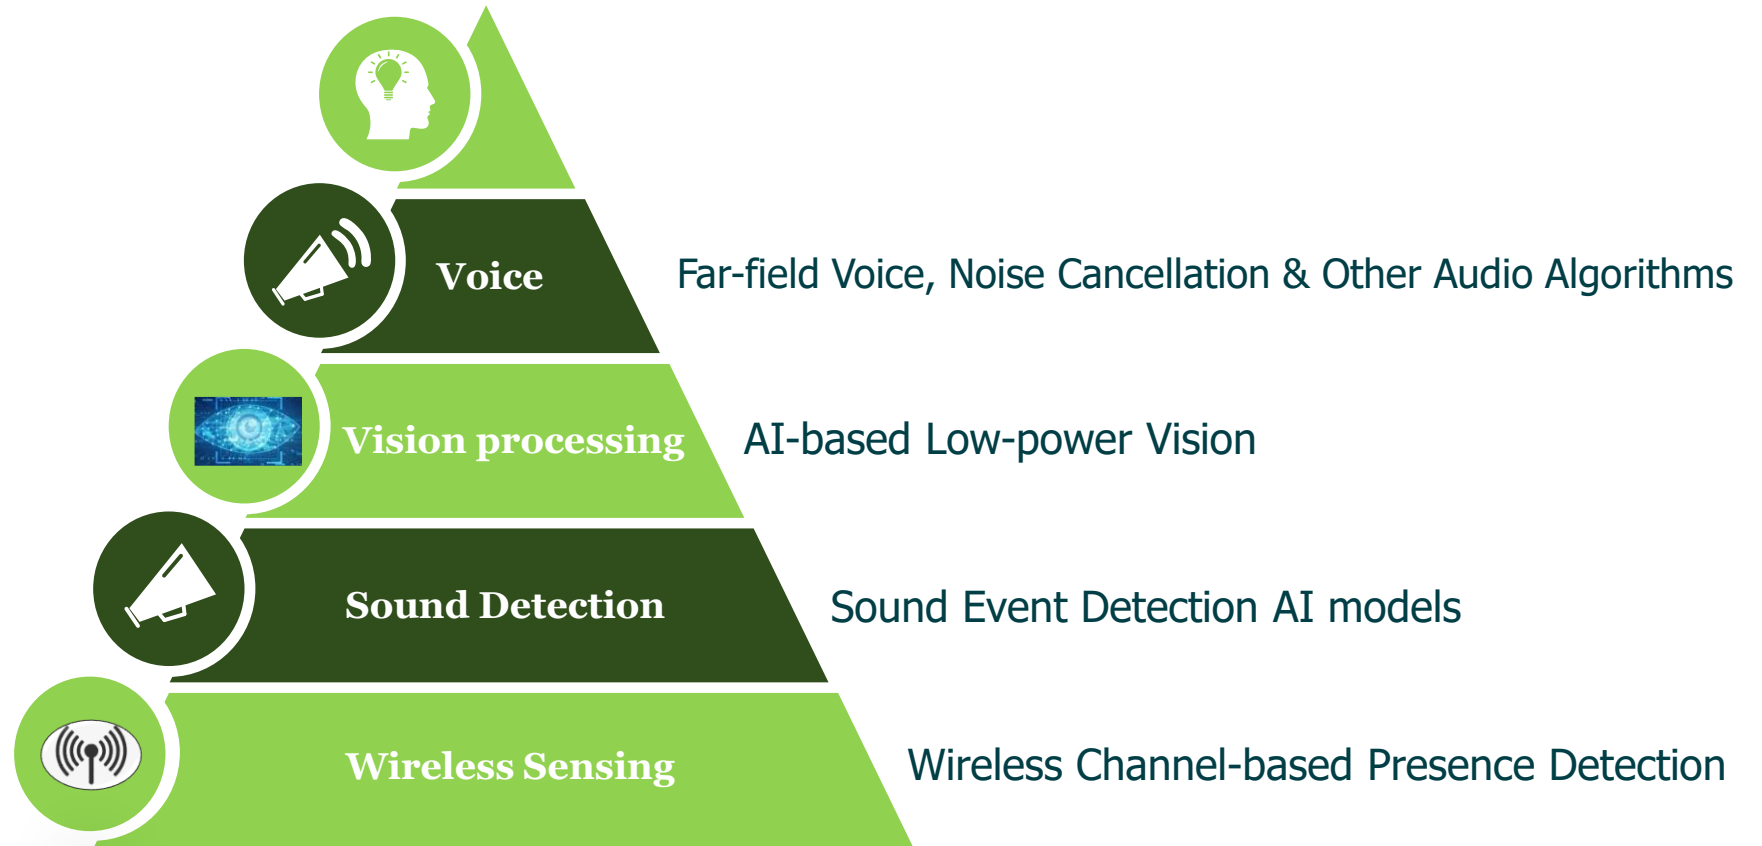 Voice
Far-field Voice, Noise Cancellation & Other Audio Algorithms
Vision processing
AI-based Low-power Vision
Sound Detection
Sound Event Detection AI models
Wireless Sensing
Wireless Channel-based Presence Detection